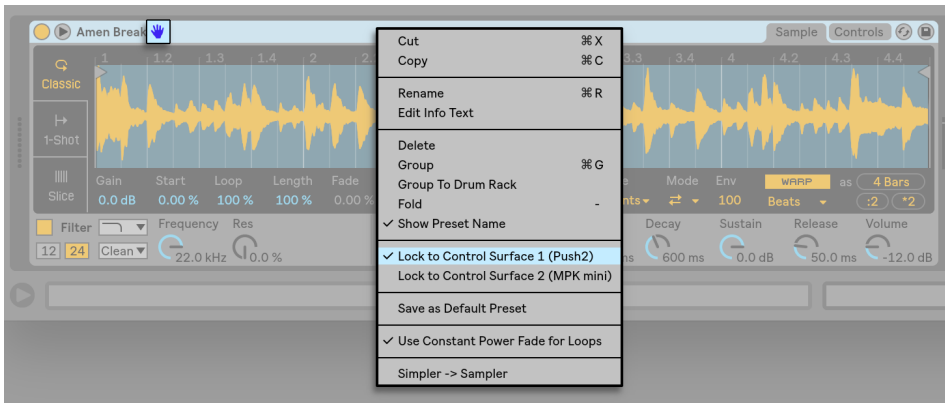 Amen Break
Sample Controls
1 1.2 1.3 1.4 2 2. 3.3 3.4 4 4.2 4.3 4.4
Classic
1-Shot
Slice
Gain Start Loop Length Fade e Mode Env WARP as 4 Bars
0.0 dB 0.00 % 100 % 100 % 0.00 % nts 100 Beats :2 *2
Filter Frequency Res Decay Sustain Release Volume
12 24 Clean 22.0 kHz 0.0 % ms 600 ms 0.0 dB 50.0 ms -12.0 dB
Cut ⌘ X
Copy ⌘ C
Rename ⌘ R
Edit Info Text
Delete
Group ⌘ G
Group To Drum Rack
Fold -
✓ Show Preset Name
✓ Lock to Control Surface 1 (Push2)
Lock to Control Surface 2 (MPK mini)
Save as Default Preset
✓ Use Constant Power Fade for Loops
Simpler -> Sampler